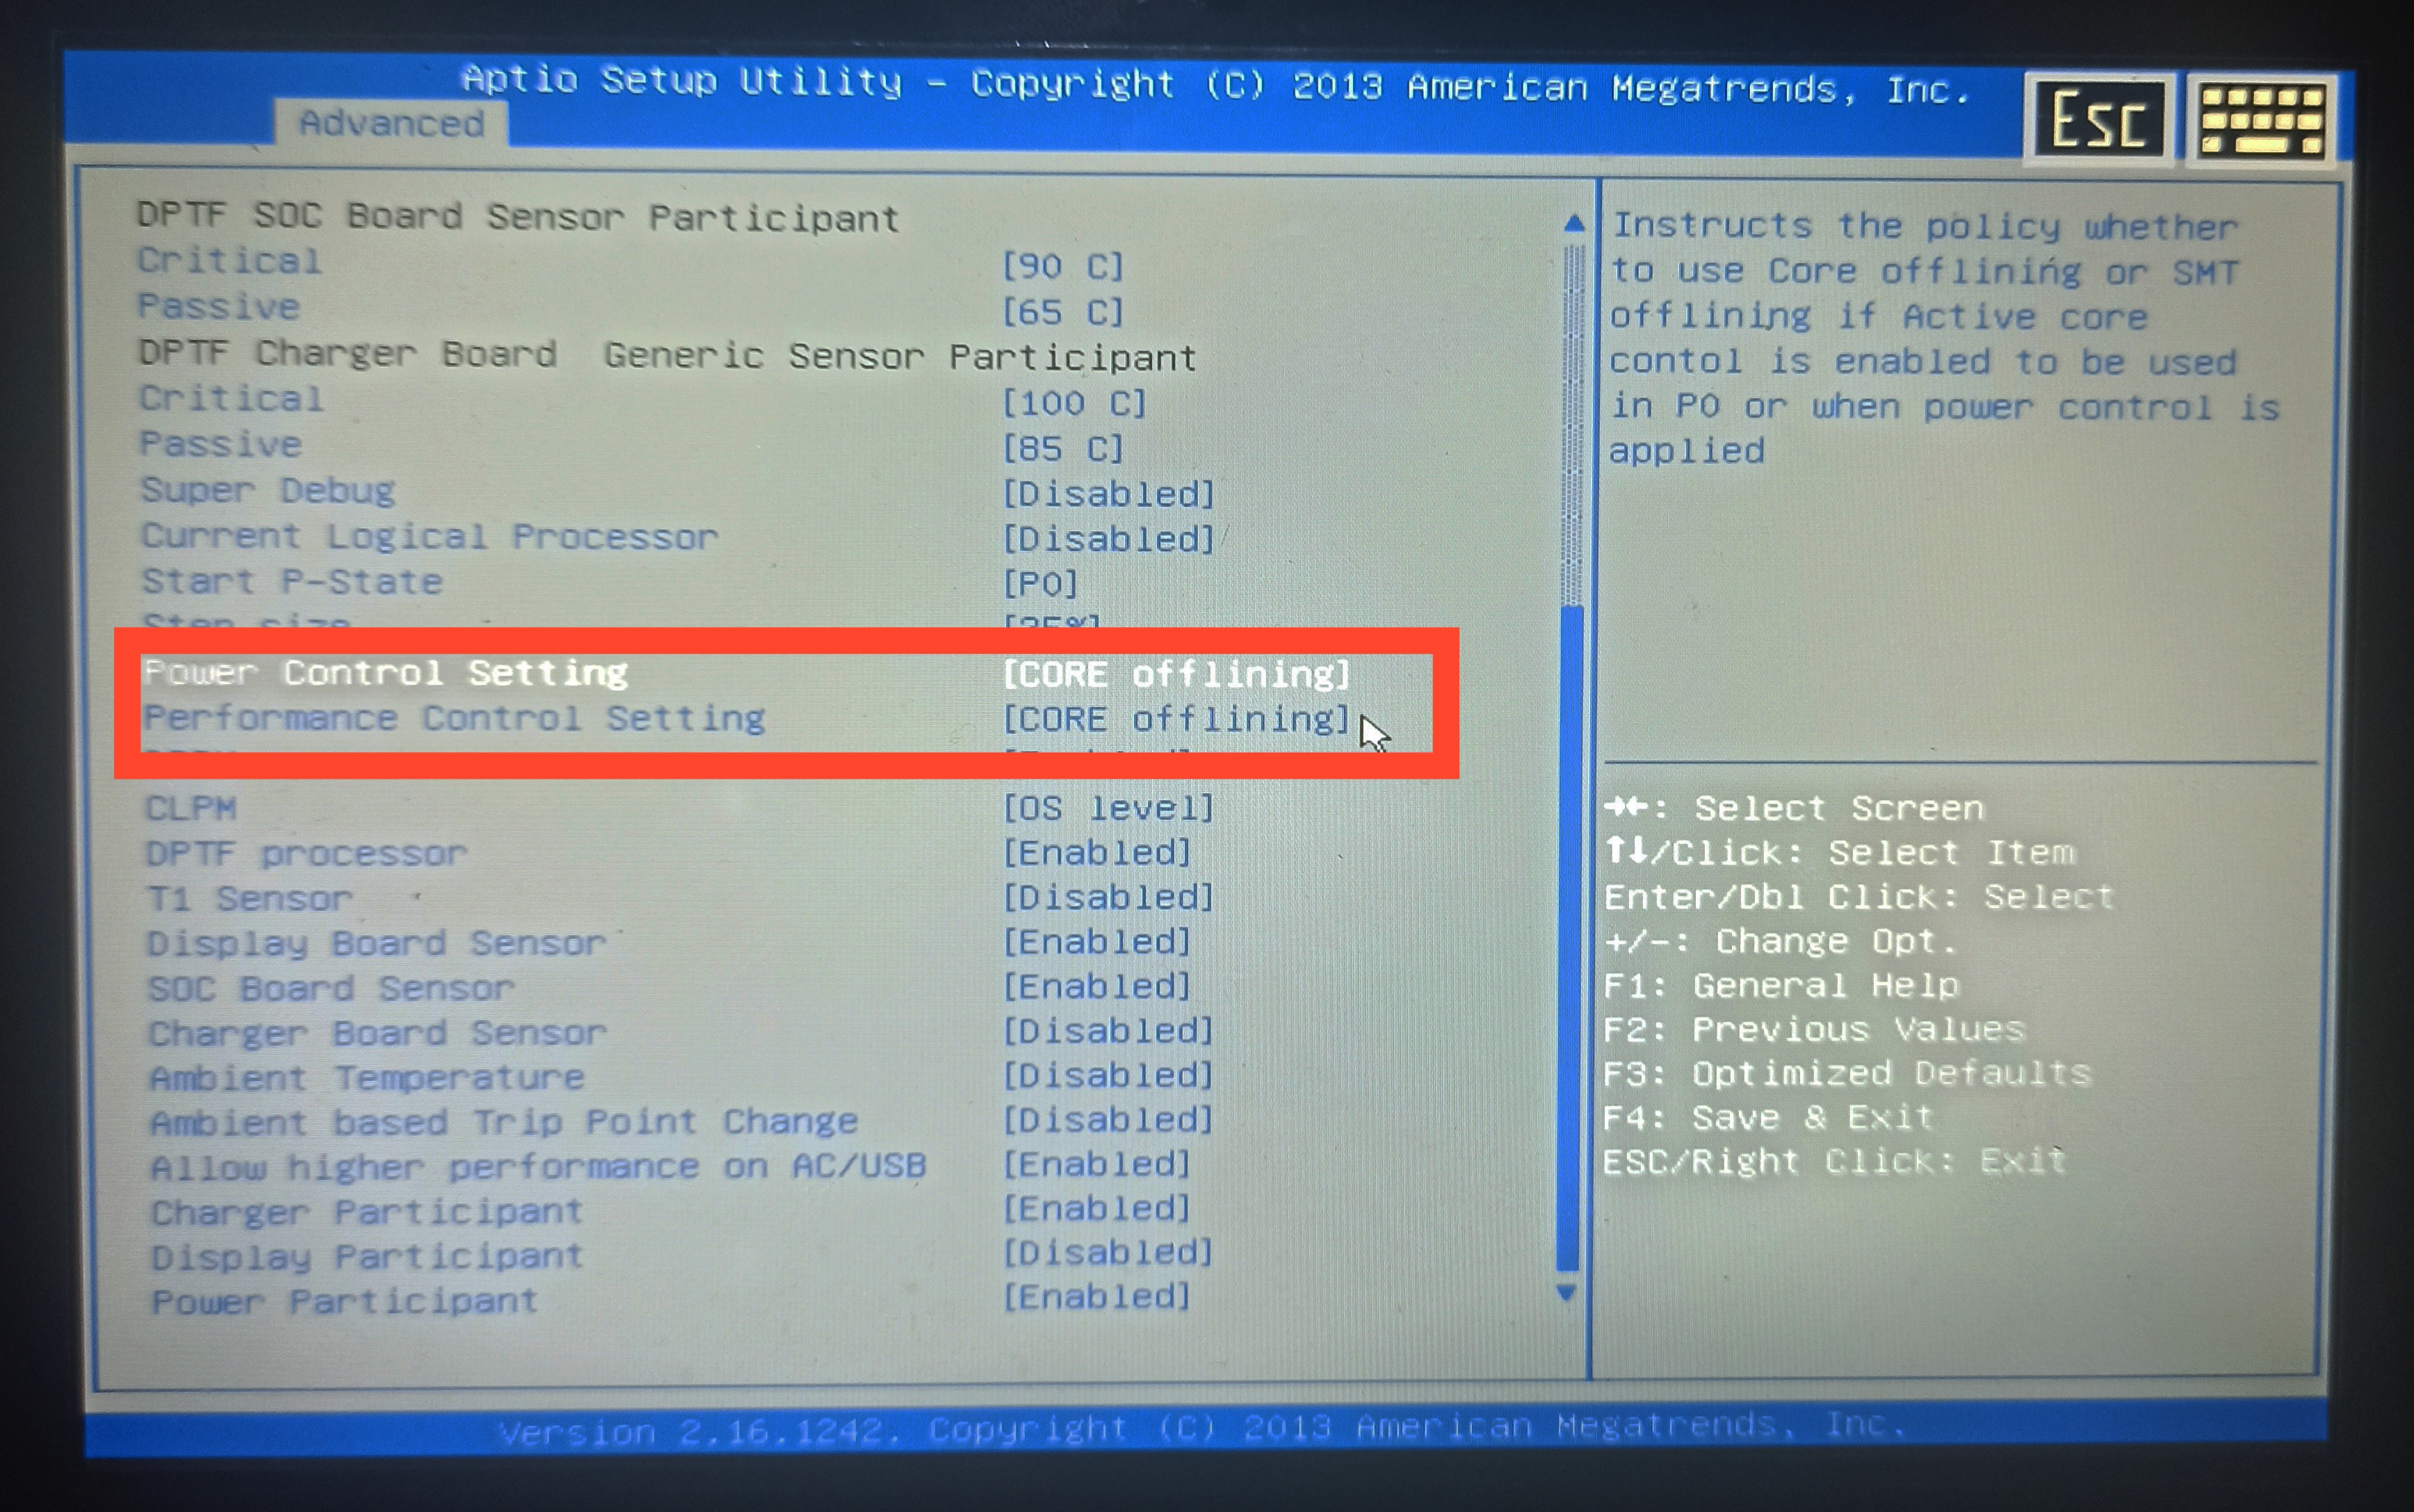 Aptio Setup Utility – Copyright (C) 2013 American Megatrends, Inc.
Esc
Advanced
DPTF SOC Board Sensor Participant
Critical [90 C]
Passive [65 C]
DPTF Charger Board Generic Sensor Participant
Critical [100 C]
Passive [85 C]
Super Debug [Disabled]
Current Logical Processor [Disabled]
Start P-State [P0]
Step size [25%]
Power Control Setting [CORE offlining]
Performance Control Setting [CORE offlining]
CLPM [OS level]
DPTF processor [Enabled]
T1 Sensor [Disabled]
Display Board Sensor [Enabled]
SOC Board Sensor [Enabled]
Charger Board Sensor [Disabled]
Ambient Temperature [Disabled]
Ambient based Trip Point Change [Disabled]
Allow higher performance on AC/USB [Enabled]
Charger Participant [Enabled]
Display Participant [Disabled]
Power Participant [Enabled]
Instructs the policy whether
to use Core offlining or SMT
offlining if Active core
contol is enabled to be used
in P0 or when power control is
applied
→←: Select Screen
↑↓/Click: Select Item
Enter/Dbl Click: Select
+/-: Change Opt.
F1: General Help
F2: Previous Values
F3: Optimized Defaults
F4: Save & Exit
ESC/Right Click: Exit
Version 2.16.1242. Copyright (C) 2013 American Megatrends, Inc.